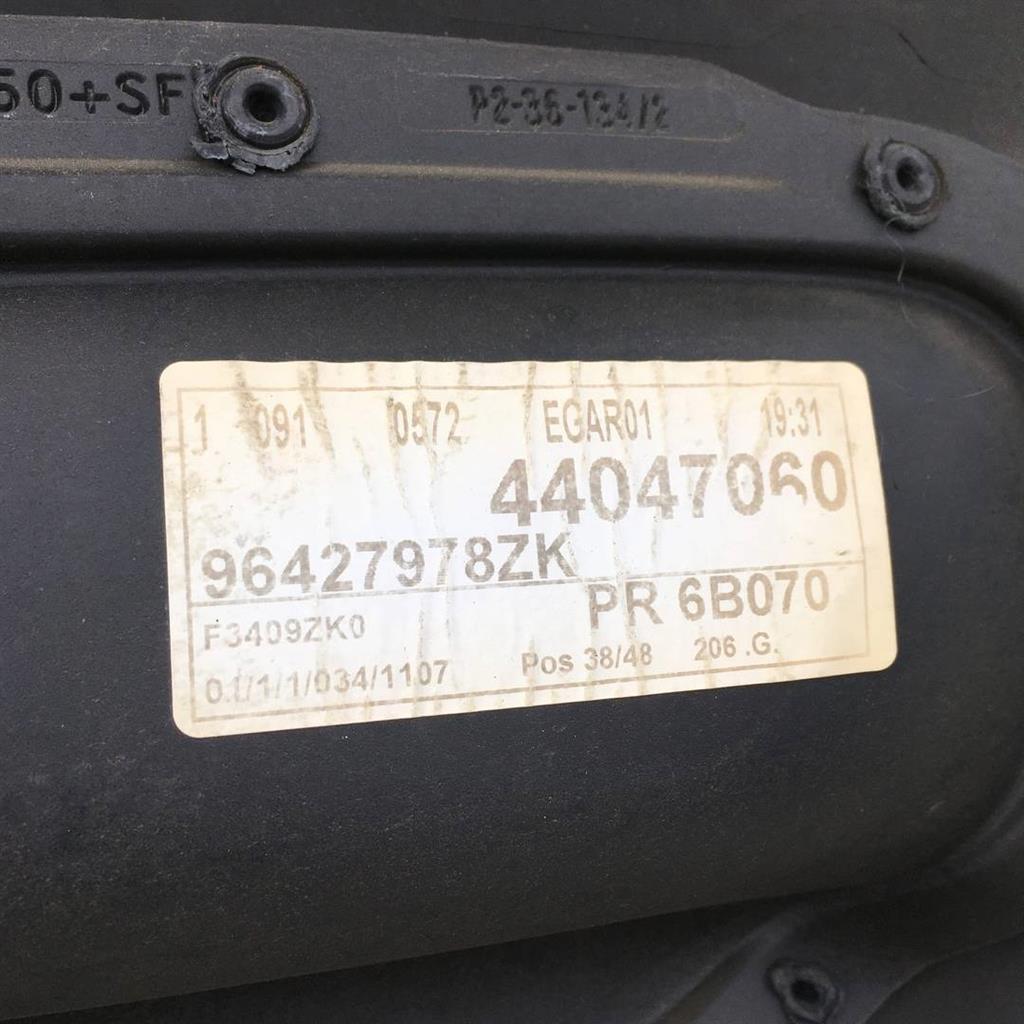 50+SF
P2-36-134/2
1 091 0572 EGAR01 19:31
44047060
96427978ZK
PR 6B070
F3409ZK0
Pos 38/48 206 .G.
0.1/1/1/034/1107